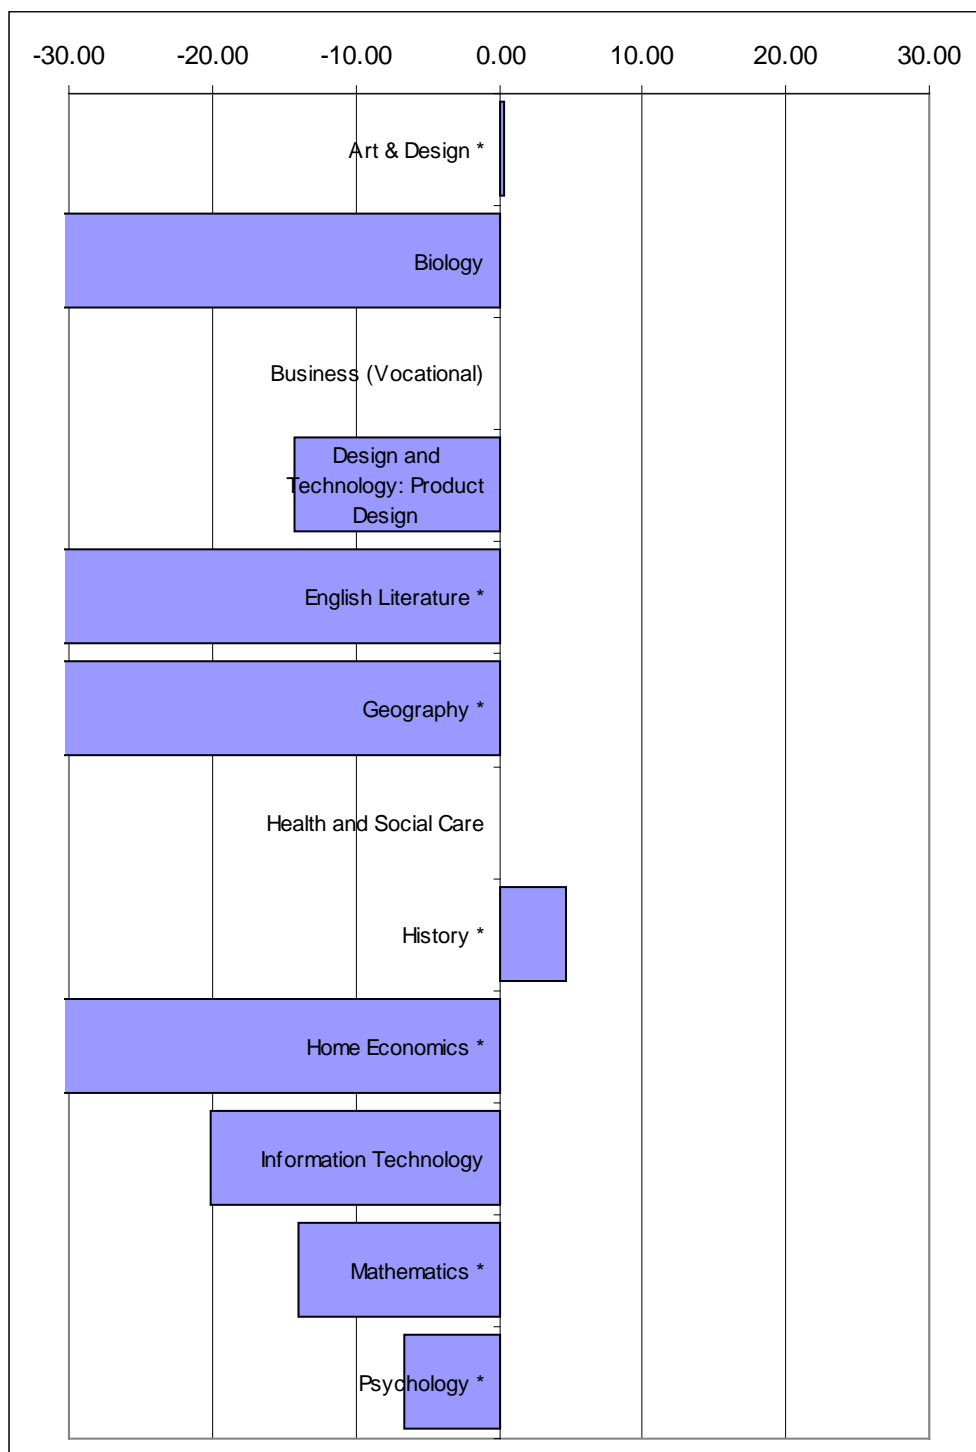 -30.00 -20.00 -10.00 0.00 10.00 20.00 30.00
Art & Design *
Biology
Business (Vocational)
Design and
Technology: Product
Design
English Literature *
Geography *
Health and Social Care
History *
Home Economics *
Information Technology
Mathematics *
Psychology *